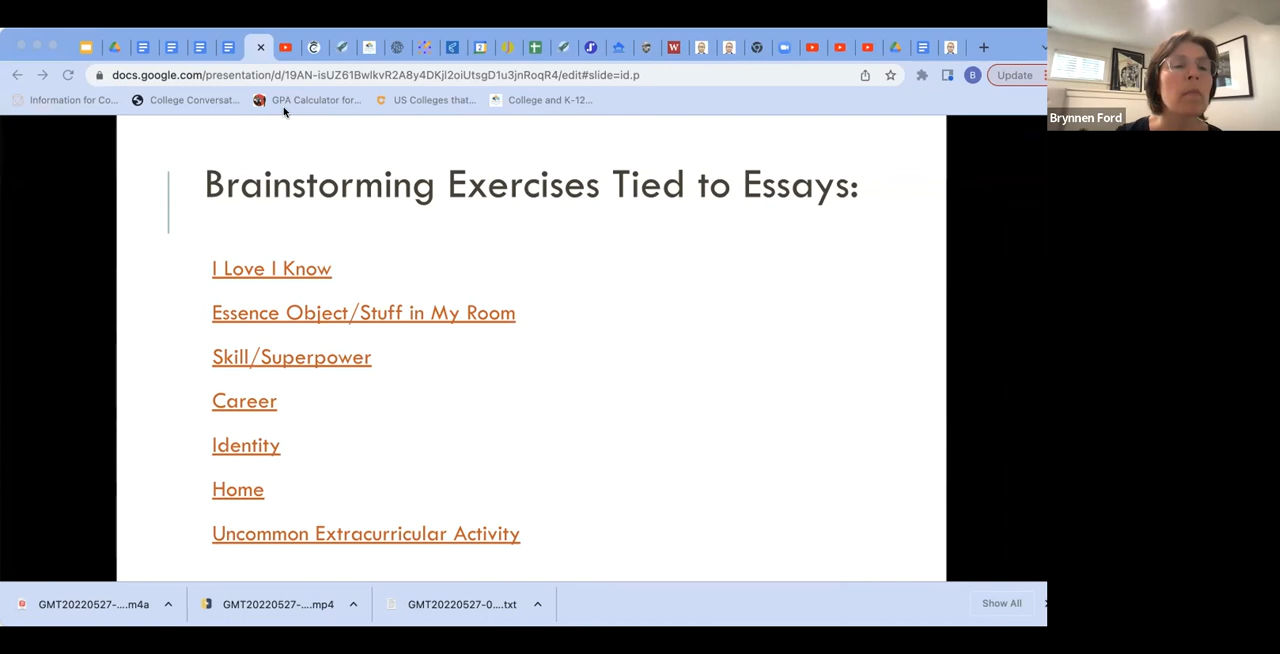 docs.google.com/presentation/d/19AN-isUZ61BwlkvR2A8y4DKjl2oiUtsgD1u3jnRoqR4/edit#slide=id.p
B
Update
Information for Co...
College Conversat...
GPA Calculator for...
US Colleges that...
College and K-12...
Brynnen Ford
Brainstorming Exercises Tied to Essays:
I Love I Know
Essence Object/Stuff in My Room
Skill/Superpower
Career
Identity
Home
Uncommon Extracurricular Activity
GMT20220527-....m4a
GMT20220527-....mp4
GMT20220527-0....txt
Show All